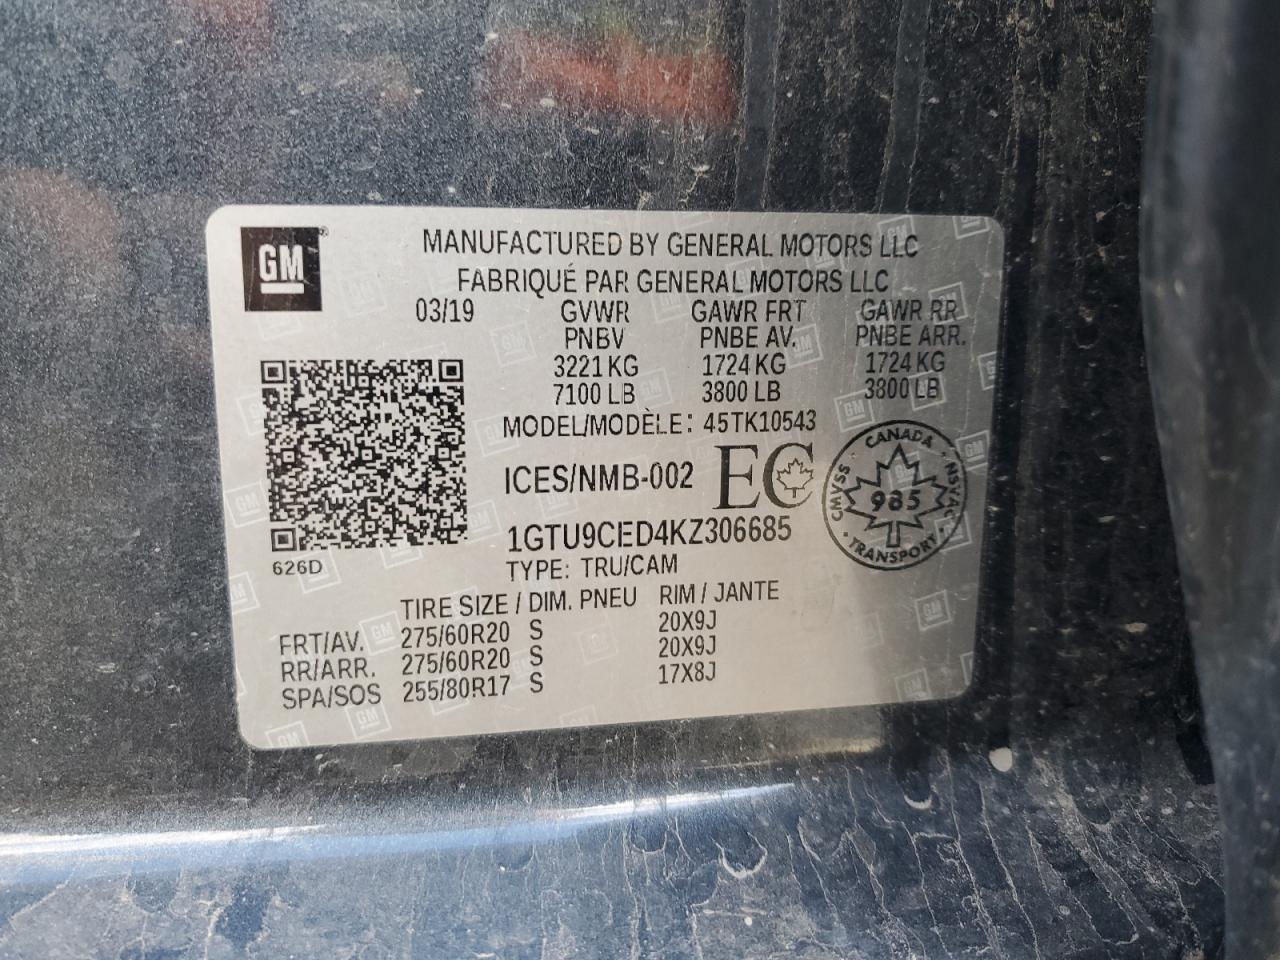 GM®
MANUFACTURED BY GENERAL MOTORS LLC
FABRIQUÉ PAR GENERAL MOTORS LLC
03/19 GVWR GAWR FRT GAWR RR
PNBV PNBE AV. PNBE ARR.
3221 KG 1724 KG 1724 KG
7100 LB 3800 LB 3800 LB
MODEL/MODÈLE: 45TK10543
ICES/NMB-002 EC
CANADA
CMVSS 985 NSVAC
TRANSPORT
1GTU9CED4KZ306685
626D
TYPE: TRU/CAM
TIRE SIZE / DIM. PNEU RIM / JANTE
FRT/AV. 275/60R20 S 20X9J
RR/ARR. 275/60R20 S 20X9J
SPA/SOS 255/80R17 S 17X8J